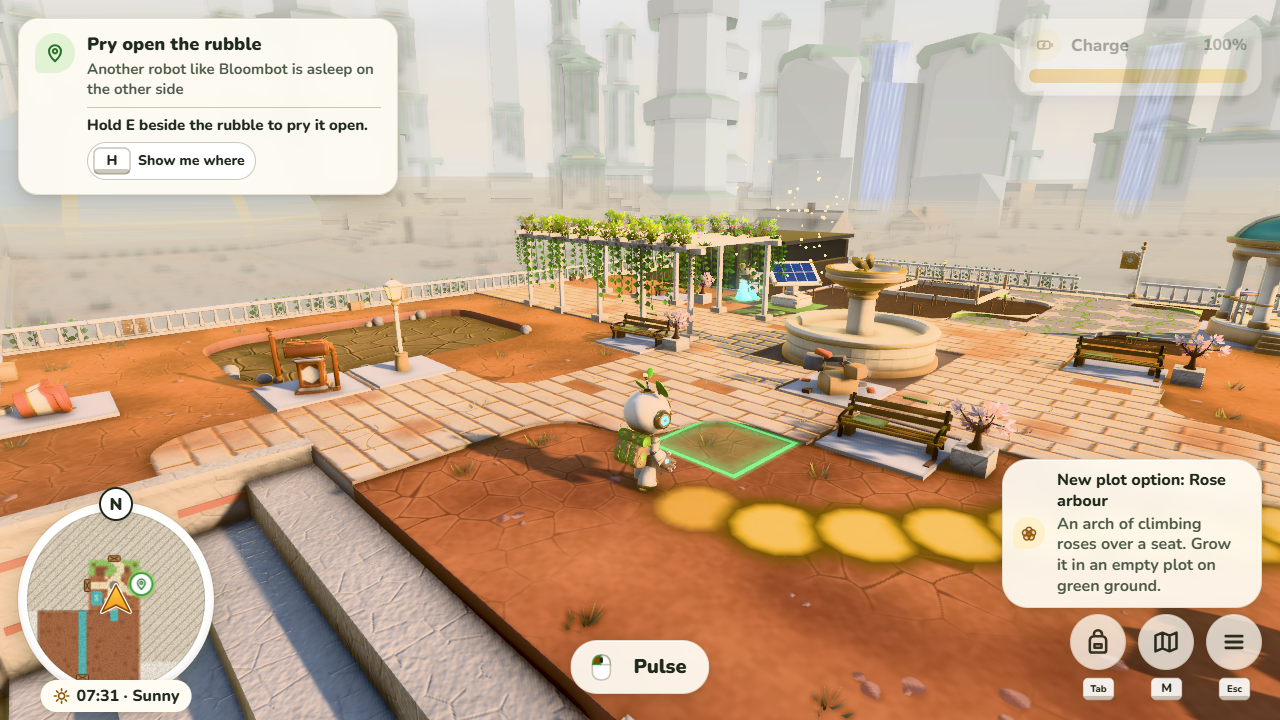 Pry open the rubble
Another robot like Bloombot is asleep on
the other side
Hold E beside the rubble to pry it open.
H Show me where
Charge 100%
New plot option: Rose
arbour
An arch of climbing
roses over a seat. Grow
it in an empty plot on
green ground.
N
07:31 · Sunny
Pulse
Tab
M
Esc